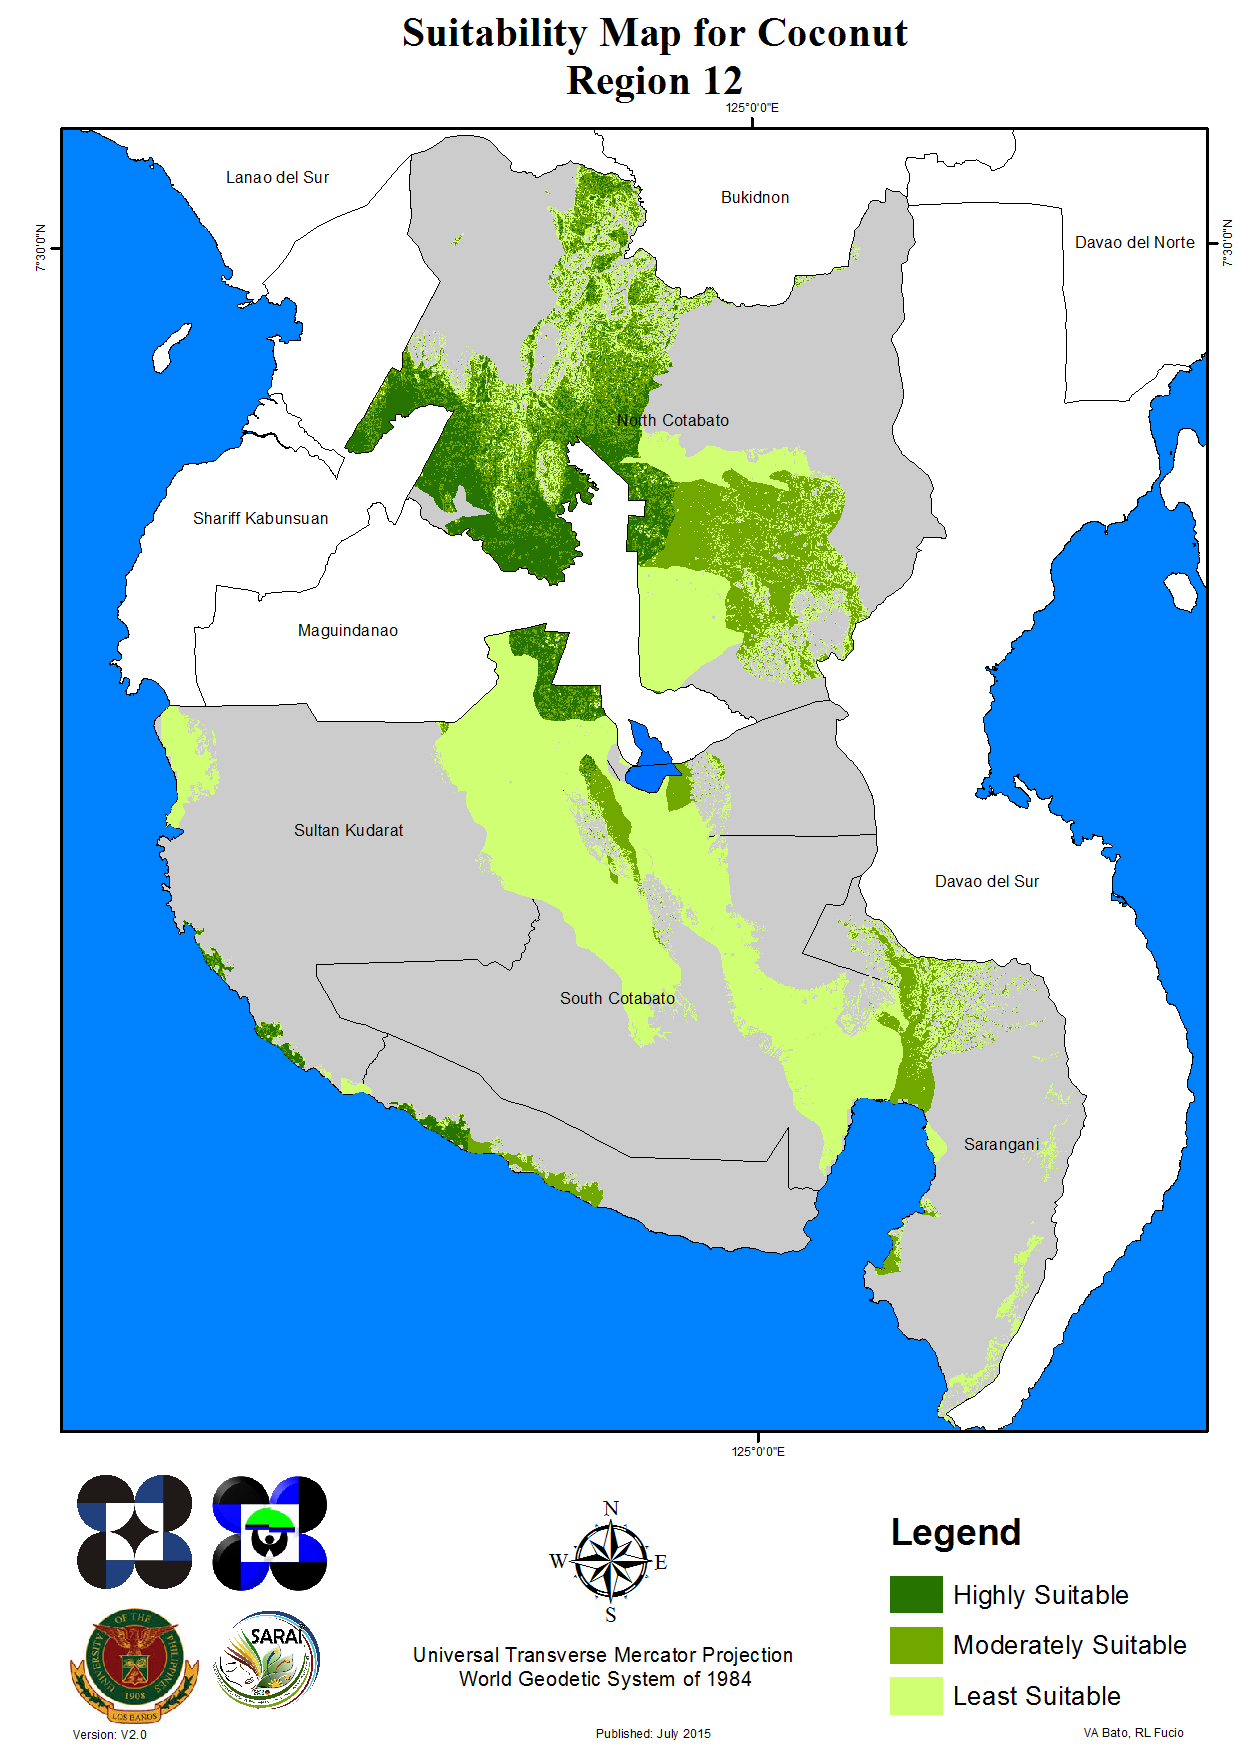 Suitability Map for Coconut
Region 12
125°0'0"E
Lanao del Sur
Bukidnon
Davao del Norte
7°30'0"N
7°30'0"N
North Cotabato
Shariff Kabunsuan
Maguindanao
Sultan Kudarat
Davao del Sur
South Cotabato
Sarangani
125°0'0"E
N
W
E
S
Legend
Highly Suitable
Moderately Suitable
Least Suitable
UNIVERSITY OF THE PHILIPPINES
1908
LOS BAÑOS
SARAI
Universal Transverse Mercator Projection
World Geodetic System of 1984
Version: V2.0
Published: July 2015
VA Bato, RL Fucio